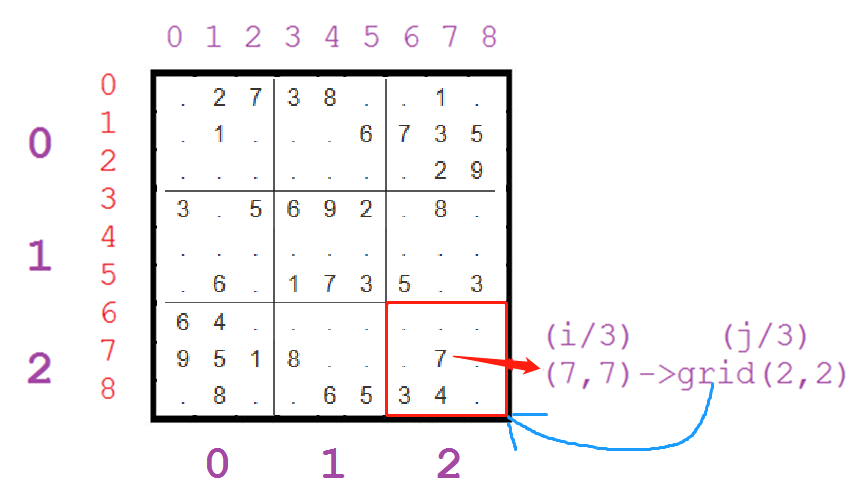 0 1 2 3 4 5 6 7 8
0 . 2 7 3 8 . . 1 .
0 1 . 1 . . . 6 7 3 5
2 . . . . . . . 2 9
3 3 . 5 6 9 2 . 8 .
1 4 . . . . . . . . .
5 . 6 . 1 7 3 5 . 3
6 6 4 . . . . . . .
(i/3) (j/3)
2 7 9 5 1 8 . . . 7 .
(7,7)->grid(2,2)
8 . 8 . . 6 5 3 4 .
0 1 2